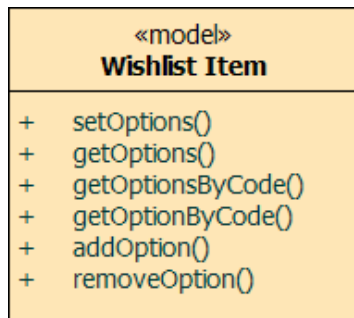 «model»
Wishlist Item
+ setOptions()
+ getOptions()
+ getOptionsByCode()
+ getOptionByCode()
+ addOption()
+ removeOption()